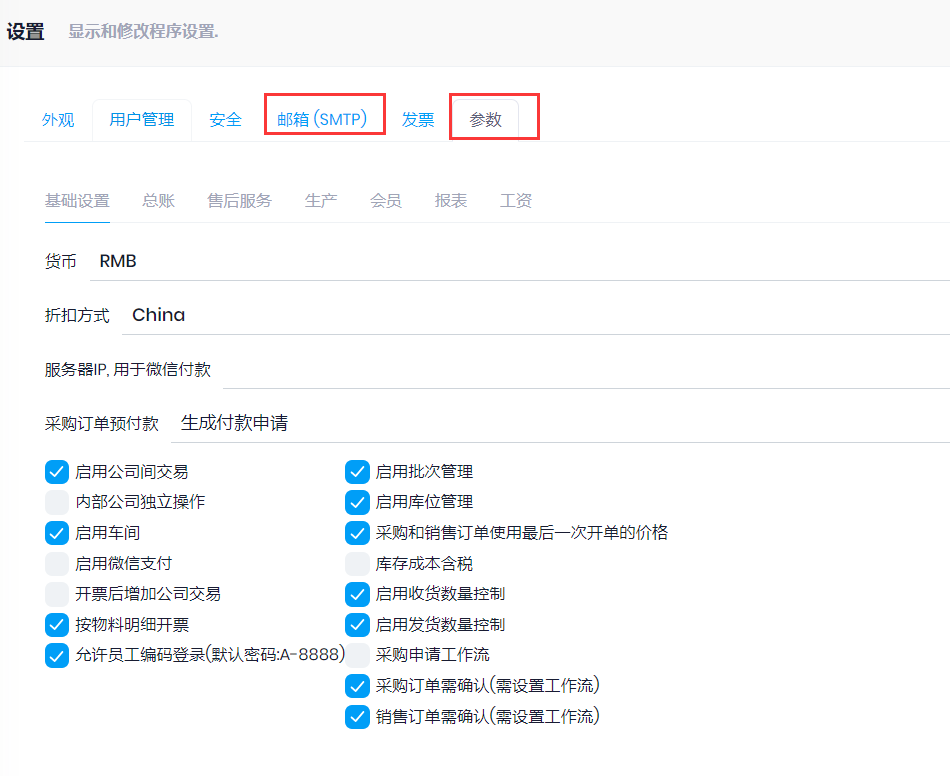 设置 显示和修改程序设置.
外观 用户管理 安全 邮箱 (SMTP) 发票 参数
基础设置 总账 售后服务 生产 会员 报表 工资
货币 RMB
折扣方式 China
服务器IP, 用于微信付款
采购订单预付款 生成付款申请
启用公司间交易 启用批次管理
内部公司独立操作 启用库位管理
启用车间 采购和销售订单使用最后一次开单的价格
启用微信支付 库存成本含税
开票后增加公司交易 启用收货数量控制
按物料明细开票 启用发货数量控制
允许员工编码登录(默认密码:A-8888) 采购申请工作流
采购订单需确认(需设置工作流)
销售订单需确认(需设置工作流)